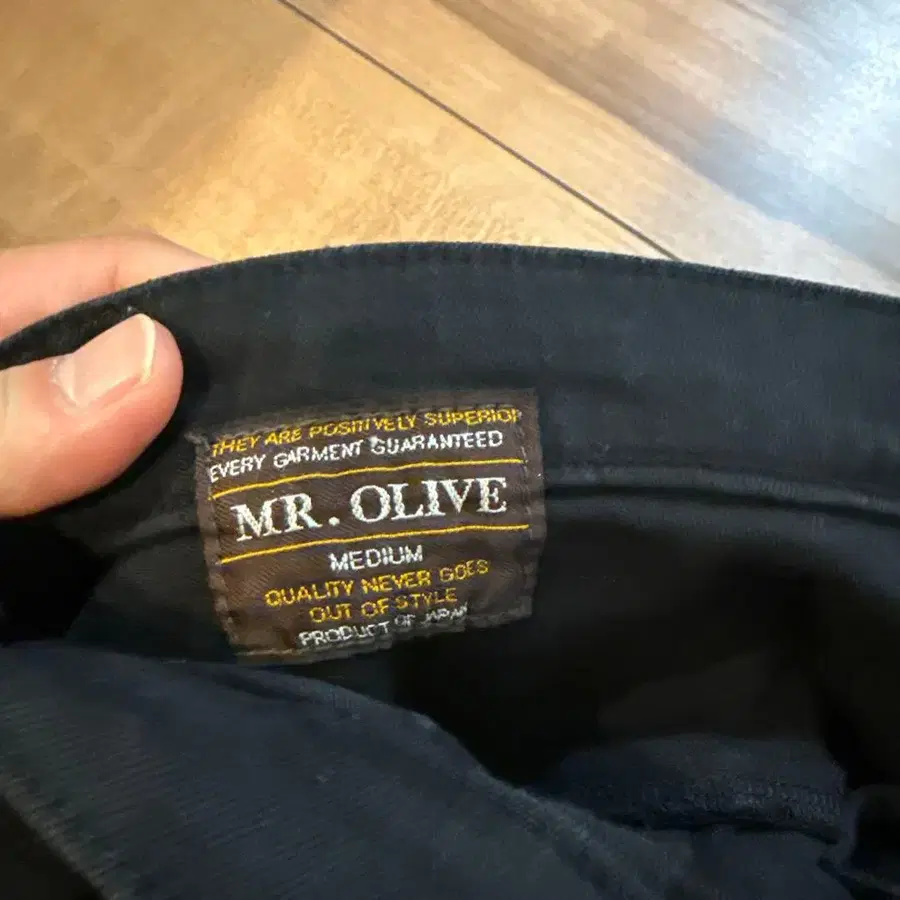 THEY ARE POSITIVELY SUPERIOR
EVERY GARMENT GUARANTEED
MR. OLIVE
MEDIUM
QUALITY NEVER GOES
OUT OF STYLE
PRODUCT OF JAPAN